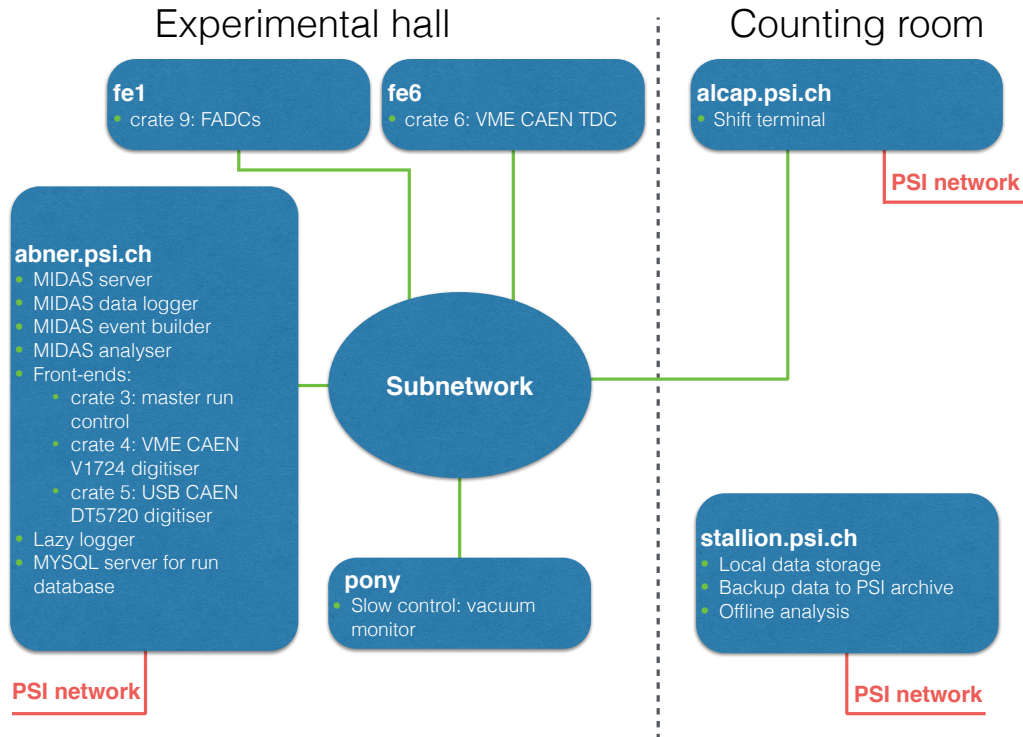 Experimental hall
Counting room
fe1
• crate 9: FADCs
fe6
• crate 6: VME CAEN TDC
alcap.psi.ch
• Shift terminal
PSI network
abner.psi.ch
• MIDAS server
• MIDAS data logger
• MIDAS event builder
• MIDAS analyser
• Front-ends:
• crate 3: master run
control
• crate 4: VME CAEN
V1724 digitiser
• crate 5: USB CAEN
DT5720 digitiser
• Lazy logger
• MYSQL server for run
database
PSI network
Subnetwork
pony
• Slow control: vacuum
monitor
stallion.psi.ch
• Local data storage
• Backup data to PSI archive
• Offline analysis
PSI network